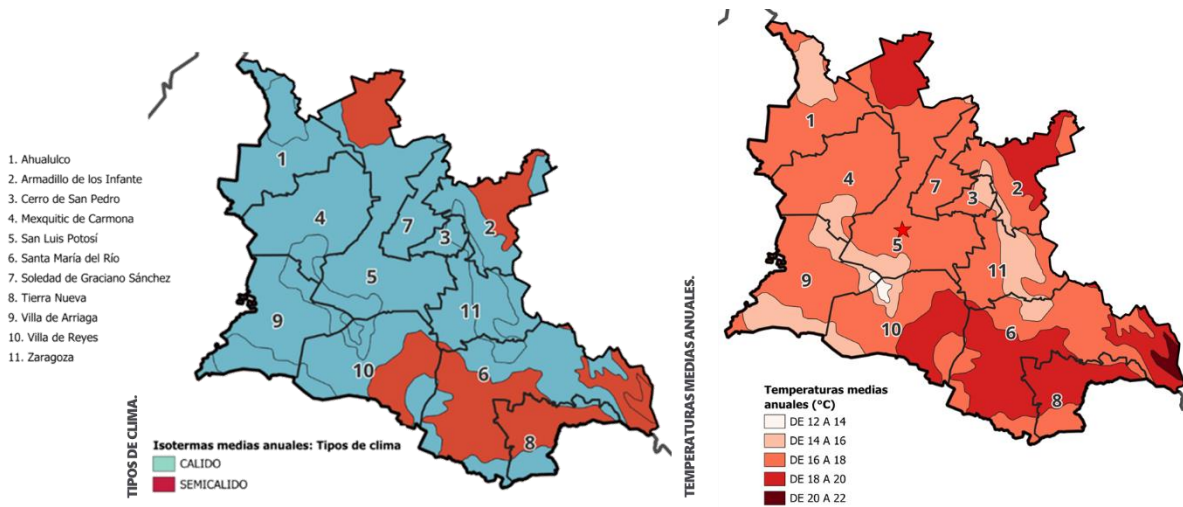 1. Ahualulco
2. Armadillo de los Infante
3. Cerro de San Pedro
4. Mexquitic de Carmona
5. San Luis Potosí
6. Santa María del Río
7. Soledad de Graciano Sánchez
8. Tierra Nueva
9. Villa de Arriaga
10. Villa de Reyes
11. Zaragoza
TIPOS DE CLIMA.
1
2
3
4
5
6
7
8
9
10
11
Isotermas medias anuales: Tipos de clima
CALIDO
SEMICALIDO
TEMPERATURAS MEDIAS ANUALES.
1
2
3
4
5
6
7
8
9
10
11
Temperaturas medias
anuales (°C)
DE 12 A 14
DE 14 A 16
DE 16 A 18
DE 18 A 20
DE 20 A 22